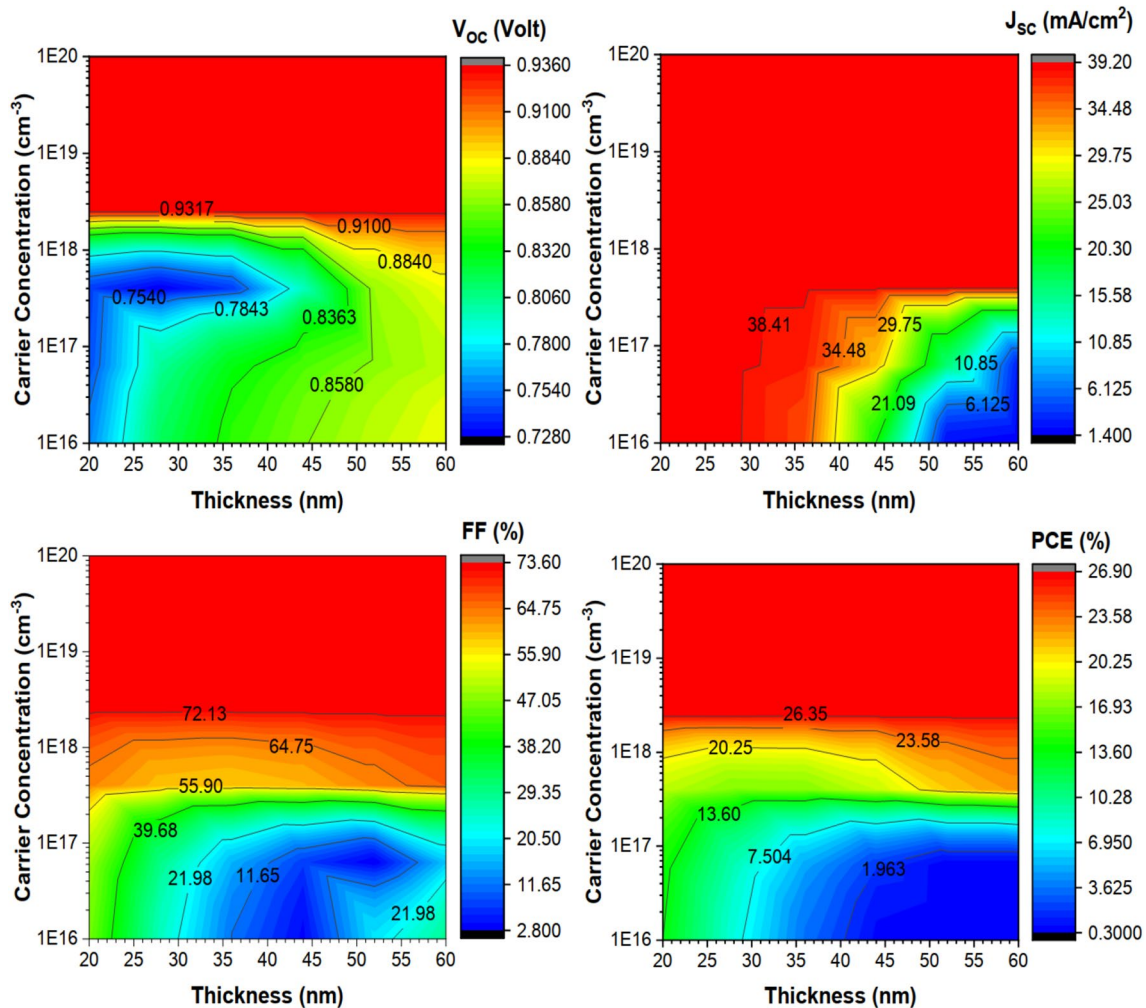 V_OC (Volt)
Carrier Concentration (cm⁻³)
1E20
1E19
1E18
1E17
1E16
0.9317
0.9100
0.8840
0.7540
0.7843
0.8363
0.8580
20 25 30 35 40 45 50 55 60
Thickness (nm)
0.9360
0.9100
0.8840
0.8580
0.8320
0.8060
0.7800
0.7540
0.7280
J_SC (mA/cm²)
Carrier Concentration (cm⁻³)
1E20
1E19
1E18
1E17
1E16
38.41
29.75
34.48
10.85
21.09
6.125
20 25 30 35 40 45 50 55 60
Thickness (nm)
39.20
34.48
29.75
25.03
20.30
15.58
10.85
6.125
1.400
FF (%)
Carrier Concentration (cm⁻³)
1E20
1E19
1E18
1E17
1E16
72.13
64.75
55.90
39.68
21.98
11.65
21.98
20 25 30 35 40 45 50 55 60
Thickness (nm)
73.60
64.75
55.90
47.05
38.20
29.35
20.50
11.65
2.800
PCE (%)
Carrier Concentration (cm⁻³)
1E20
1E19
1E18
1E17
1E16
26.35
23.58
20.25
13.60
7.504
1.963
20 25 30 35 40 45 50 55 60
Thickness (nm)
26.90
23.58
20.25
16.93
13.60
10.28
6.950
3.625
0.3000